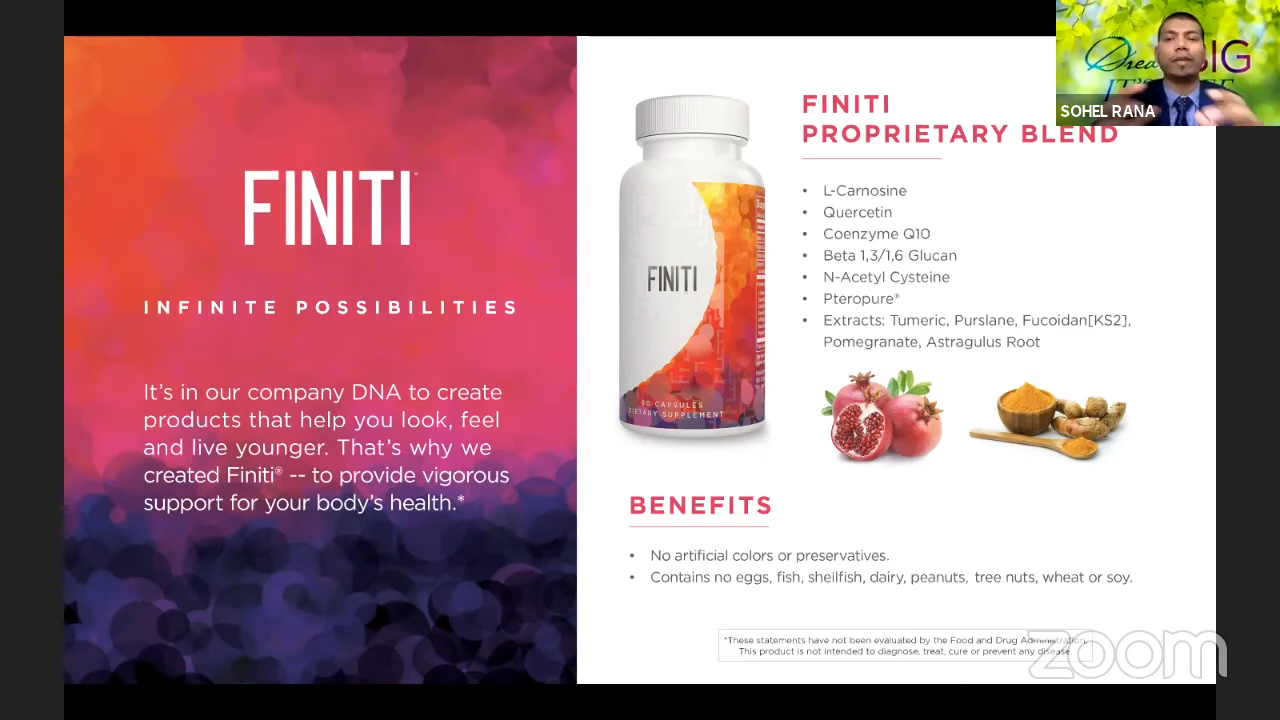 FINITI®
INFINITE POSSIBILITIES
It's in our company DNA to create
products that help you look, feel
and live younger. That's why we
created Finiti® -- to provide vigorous
support for your body's health.*
FINITI
60 CAPSULES
DIETARY SUPPLEMENT
FINITI
PROPRIETARY BLEND
• L-Carnosine
• Quercetin
• Coenzyme Q10
• Beta 1,3/1,6 Glucan
• N-Acetyl Cysteine
• Pteropure®
• Extracts: Tumeric, Purslane, Fucoidan[KS2],
Pomegranate, Astragulus Root
BENEFITS
• No artificial colors or preservatives.
• Contains no eggs, fish, shellfish, dairy, peanuts, tree nuts, wheat or soy.
*These statements have not been evaluated by the Food and Drug Administration.
This product is not intended to diagnose, treat, cure or prevent any disease.
zoom
SOHEL RANA